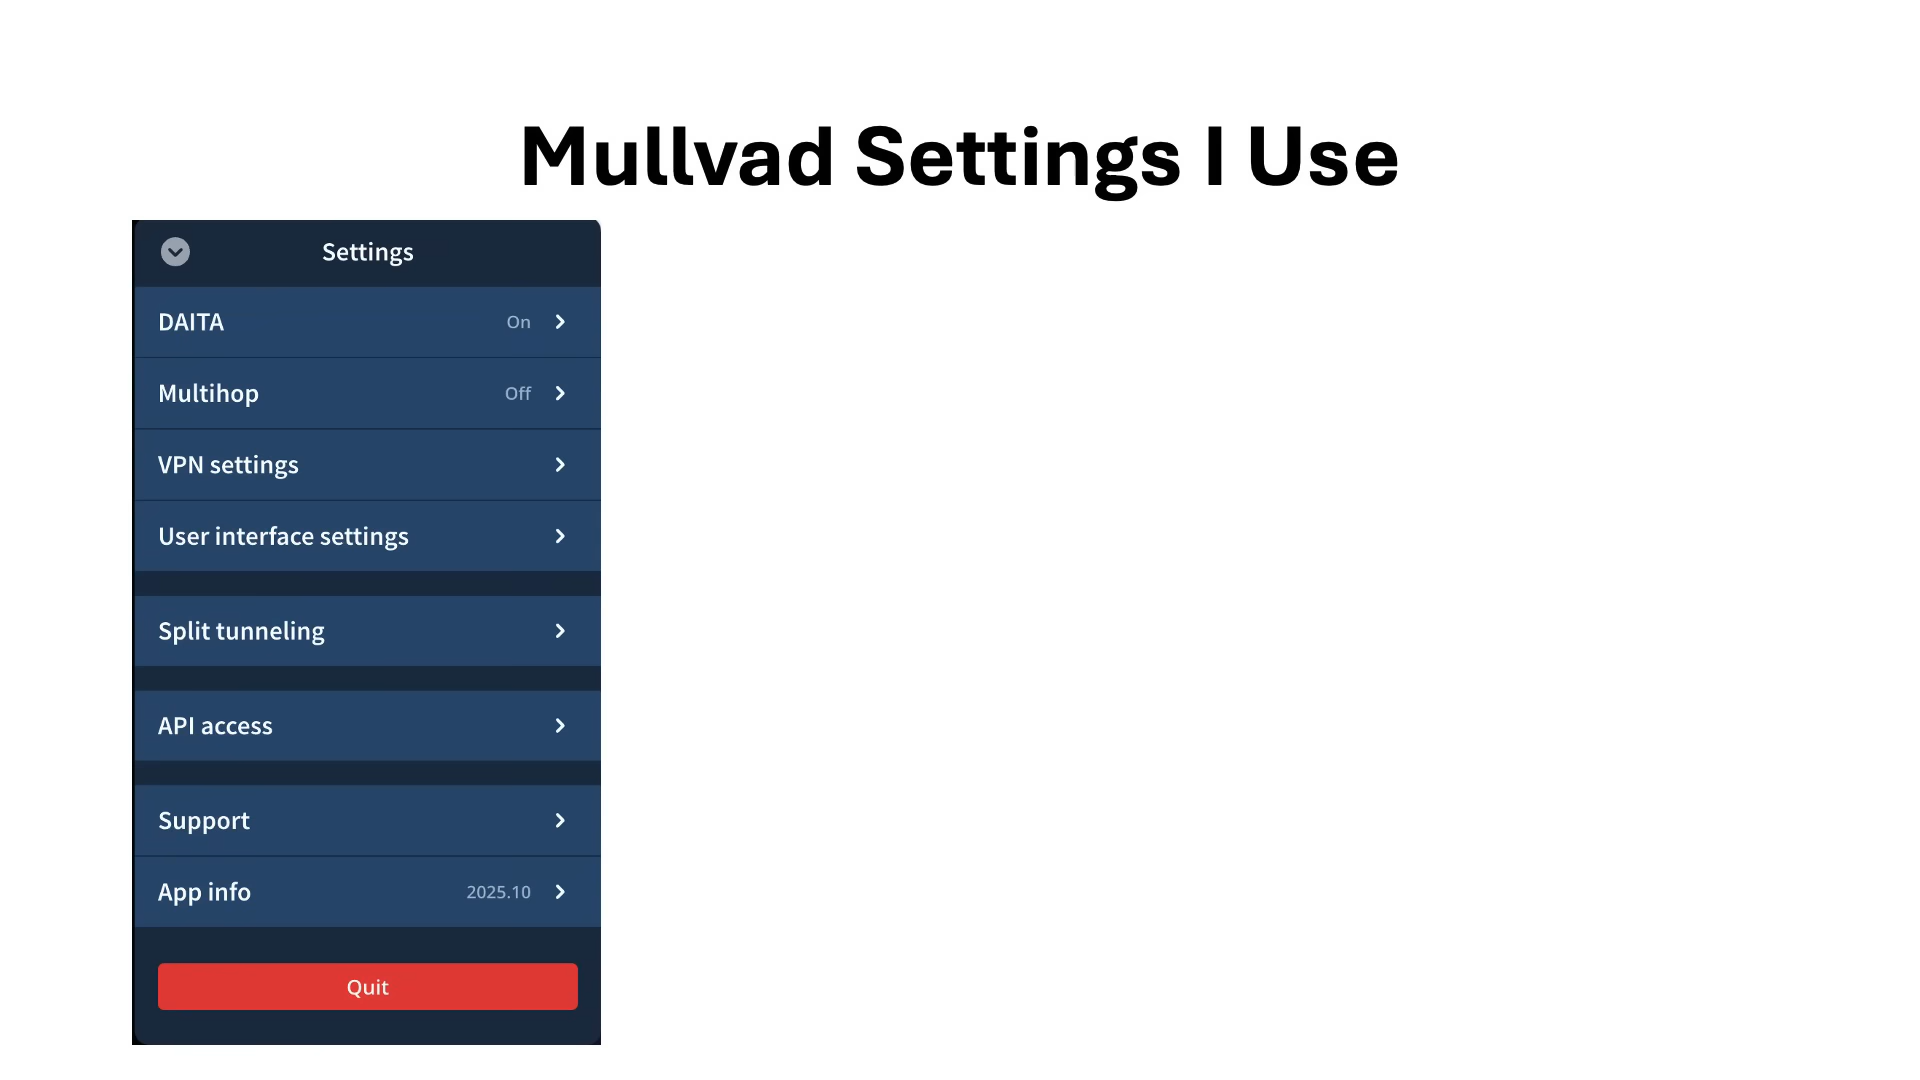 Mullvad Settings I Use
Settings
DAITA On
Multihop Off
VPN settings
User interface settings
Split tunneling
API access
Support
App info 2025.10
Quit